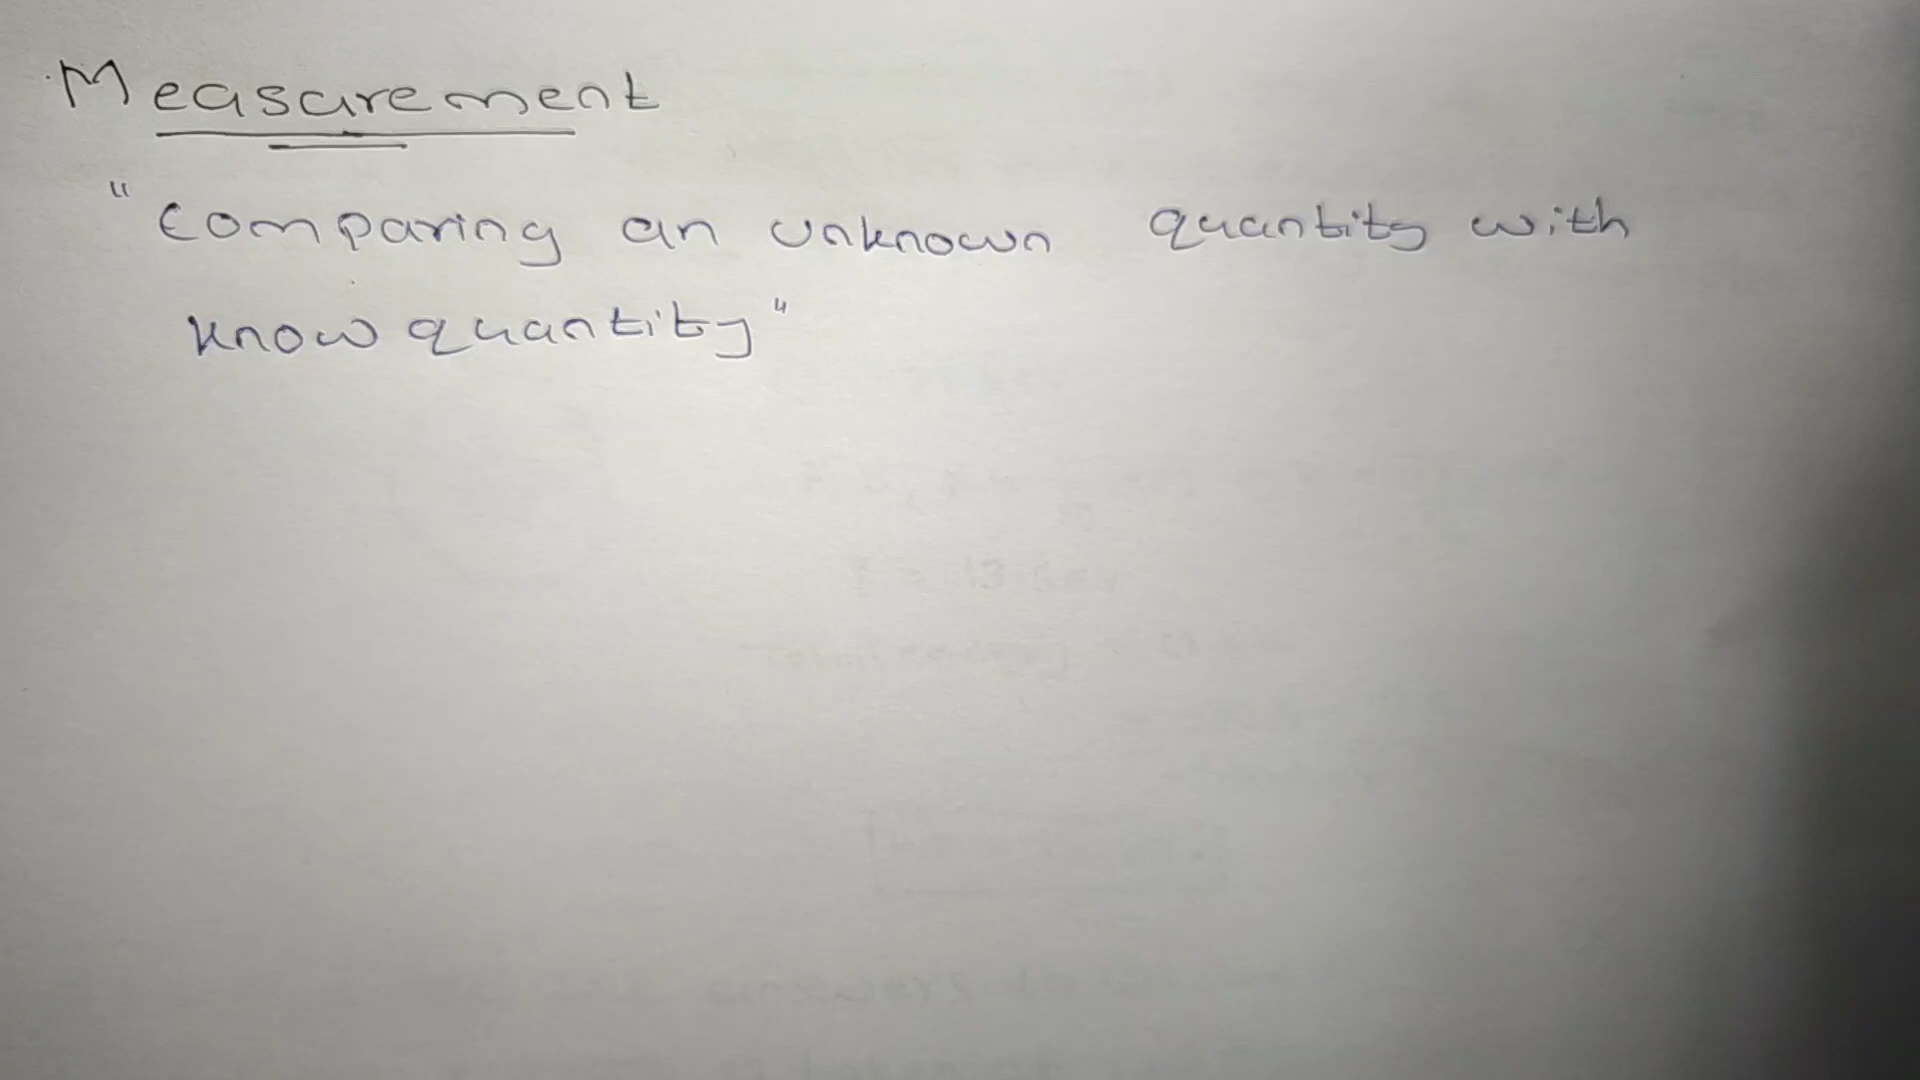 Measurement
"Comparing an unknown quantity with
know quantity"